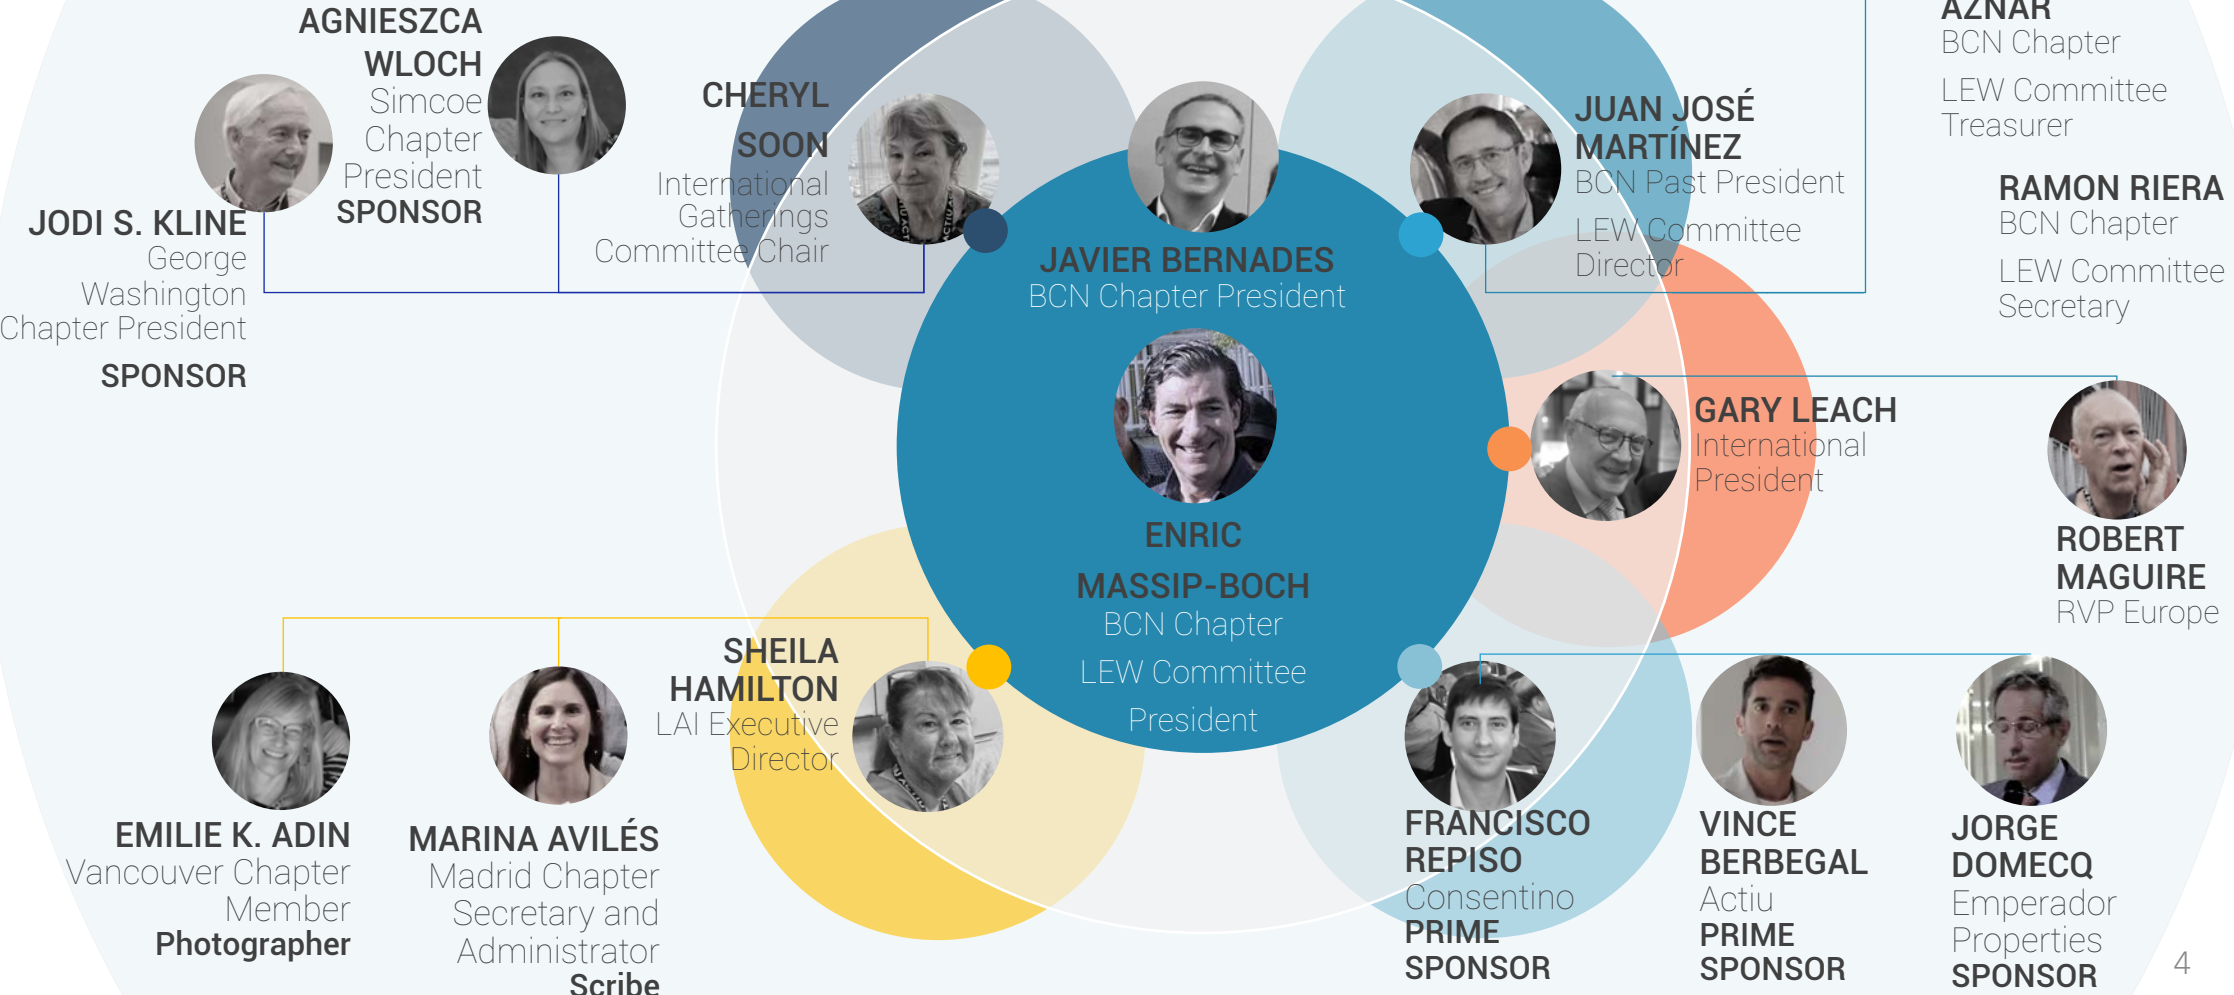 AGNIESZCA
WLOCH
Simcoe
Chapter
President
SPONSOR
JODI S. KLINE
George
Washington
Chapter President
SPONSOR
CHERYL
SOON
International
Gatherings
Committee Chair
JAVIER BERNADES
BCN Chapter President
ENRIC
MASSIP-BOCH
BCN Chapter
LEW Committee
President
JUAN JOSÉ
MARTÍNEZ
BCN Past President
LEW Committee
Director
AZNAR
BCN Chapter
LEW Committee
Treasurer
RAMON RIERA
BCN Chapter
LEW Committee
Secretary
GARY LEACH
International
President
ROBERT
MAGUIRE
RVP Europe
SHEILA
HAMILTON
LAI Executive
Director
EMILIE K. ADIN
Vancouver Chapter
Member
Photographer
MARINA AVILÉS
Madrid Chapter
Secretary and
Administrator
Scribe
FRANCISCO
REPISO
Consentino
PRIME
SPONSOR
VINCE
BERBEGAL
Actiu
PRIME
SPONSOR
JORGE
DOMECQ
Emperador
Properties
SPONSOR
4